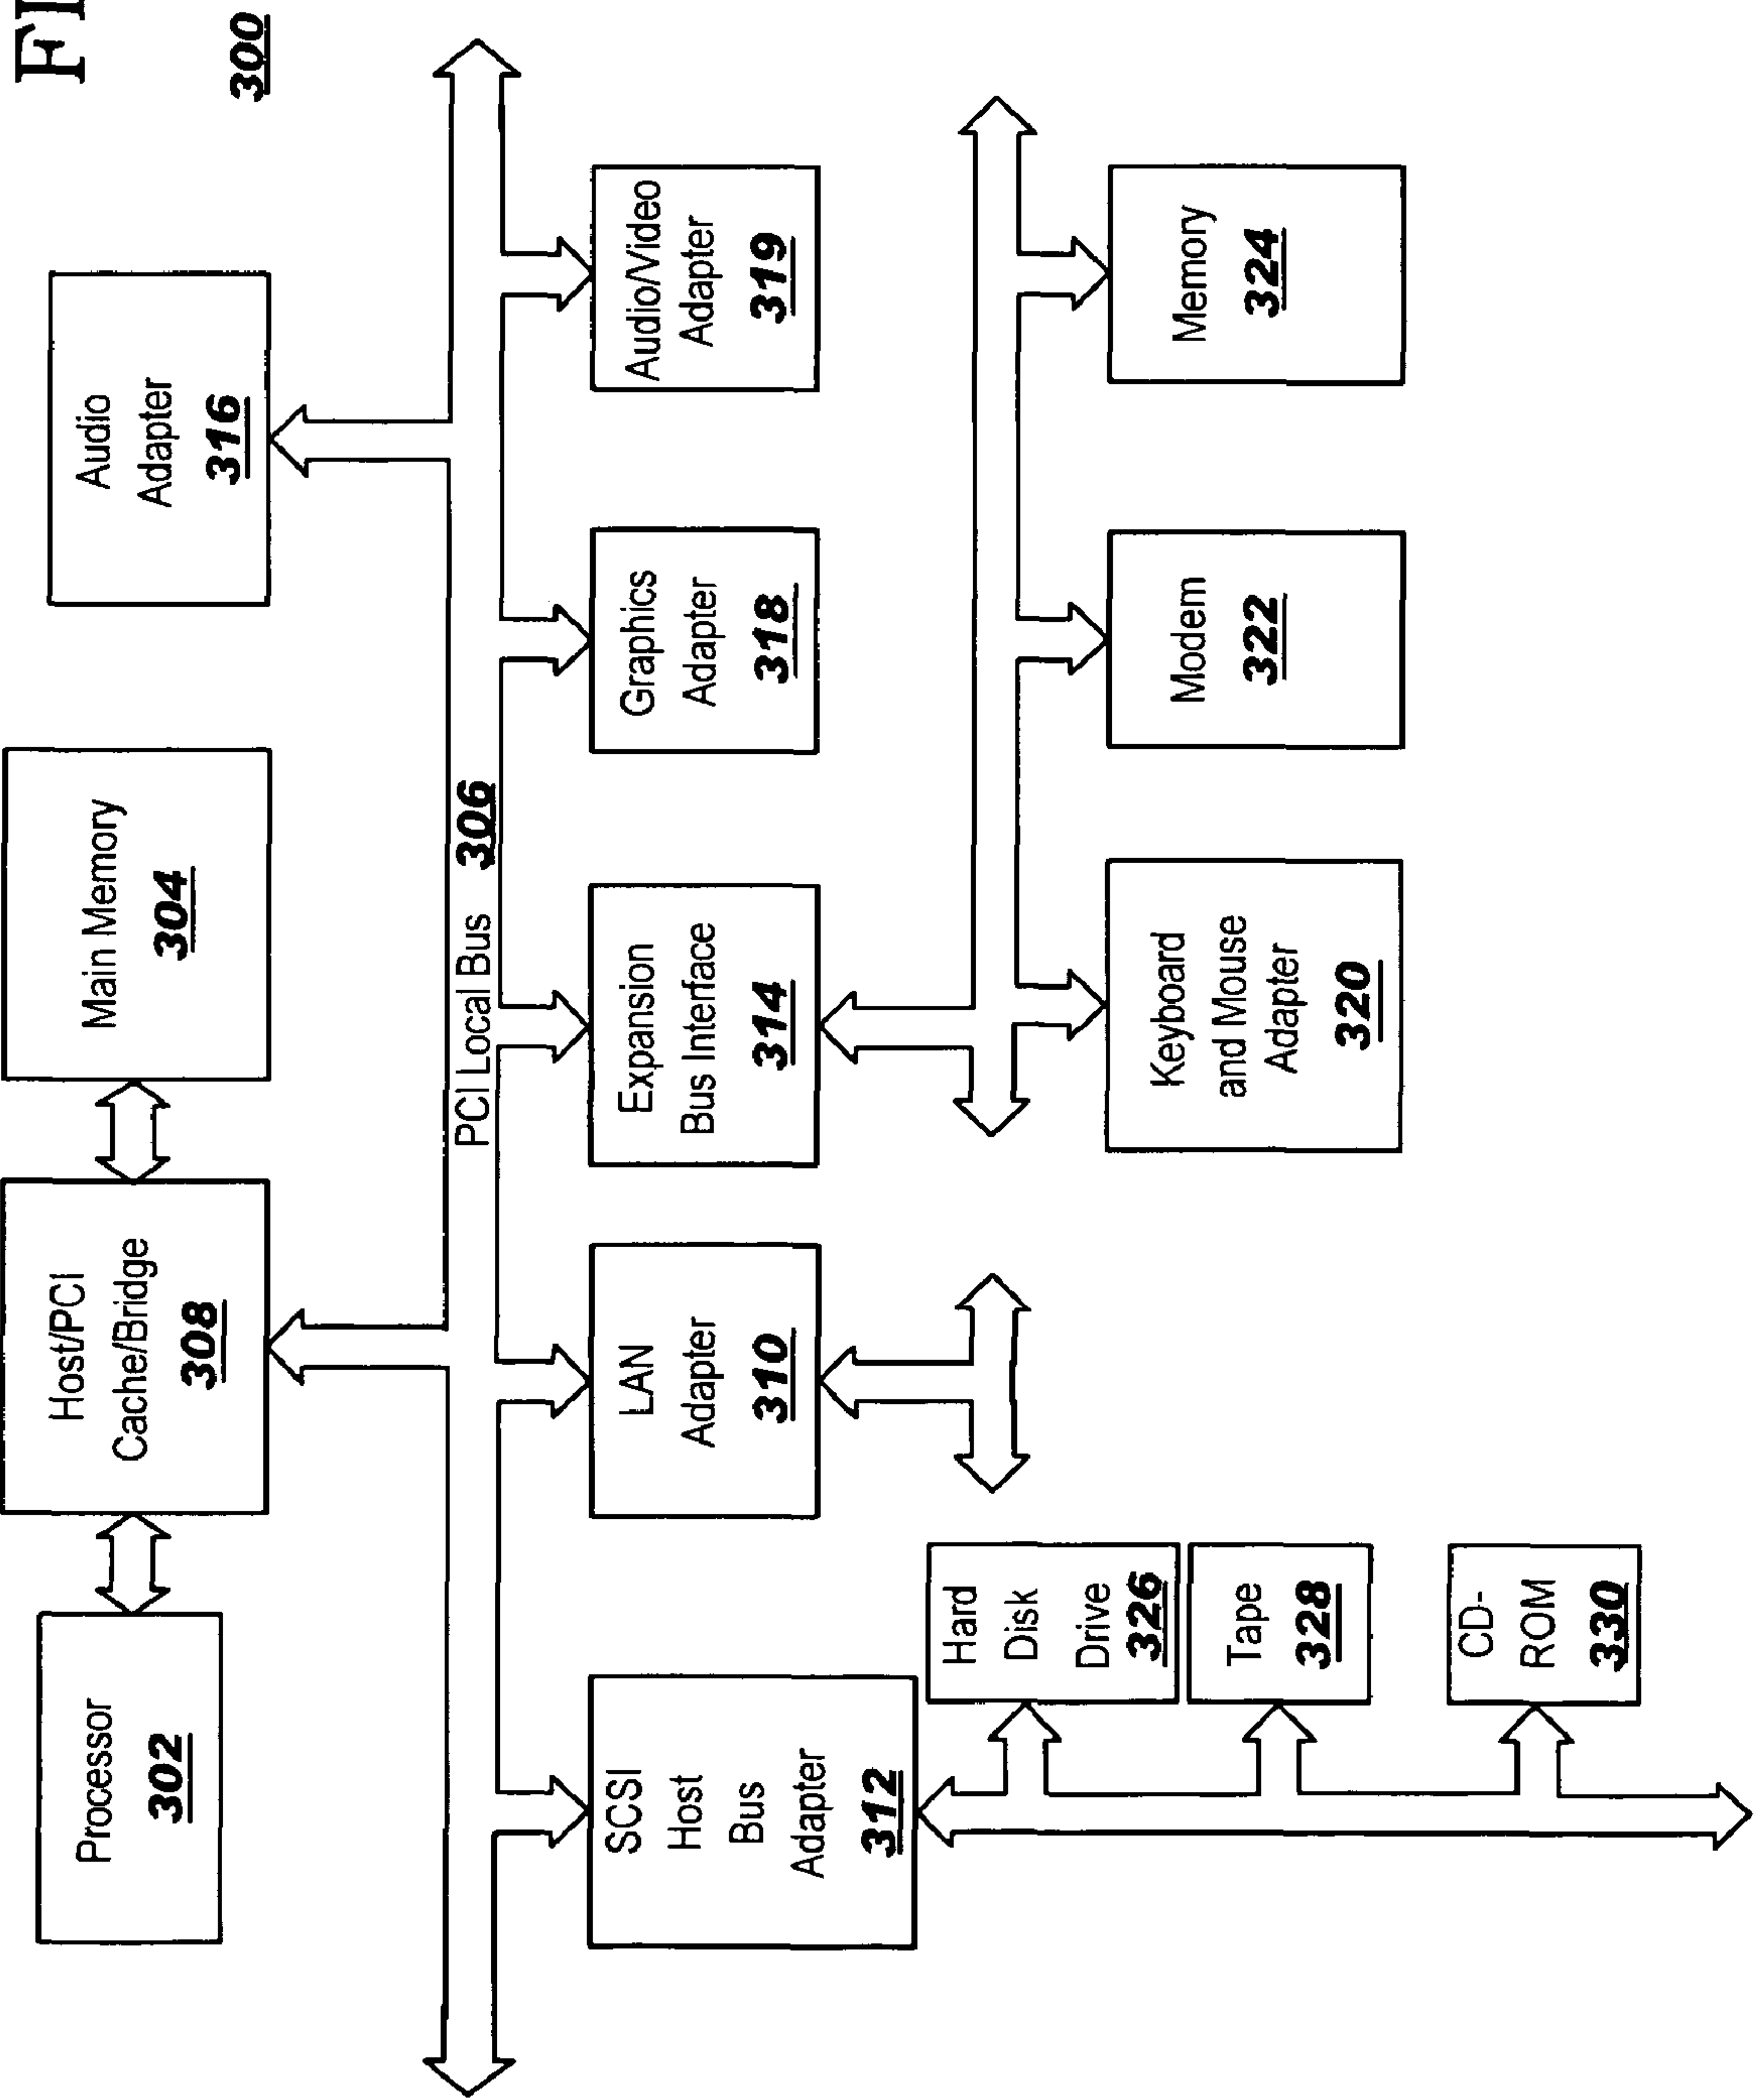 300
Processor
302
Host/PCI
Cache/Bridge
308
Main Memory
304
Audio
Adapter
316
PCI Local Bus 306
SCSI
Host
Bus
Adapter
312
LAN
Adapter
310
Expansion
Bus Interface
314
Graphics
Adapter
318
Audio/Video
Adapter
319
Hard
Disk
Drive
326
Tape
328
CD-
ROM
330
Keyboard
and Mouse
Adapter
320
Modem
322
Memory
324